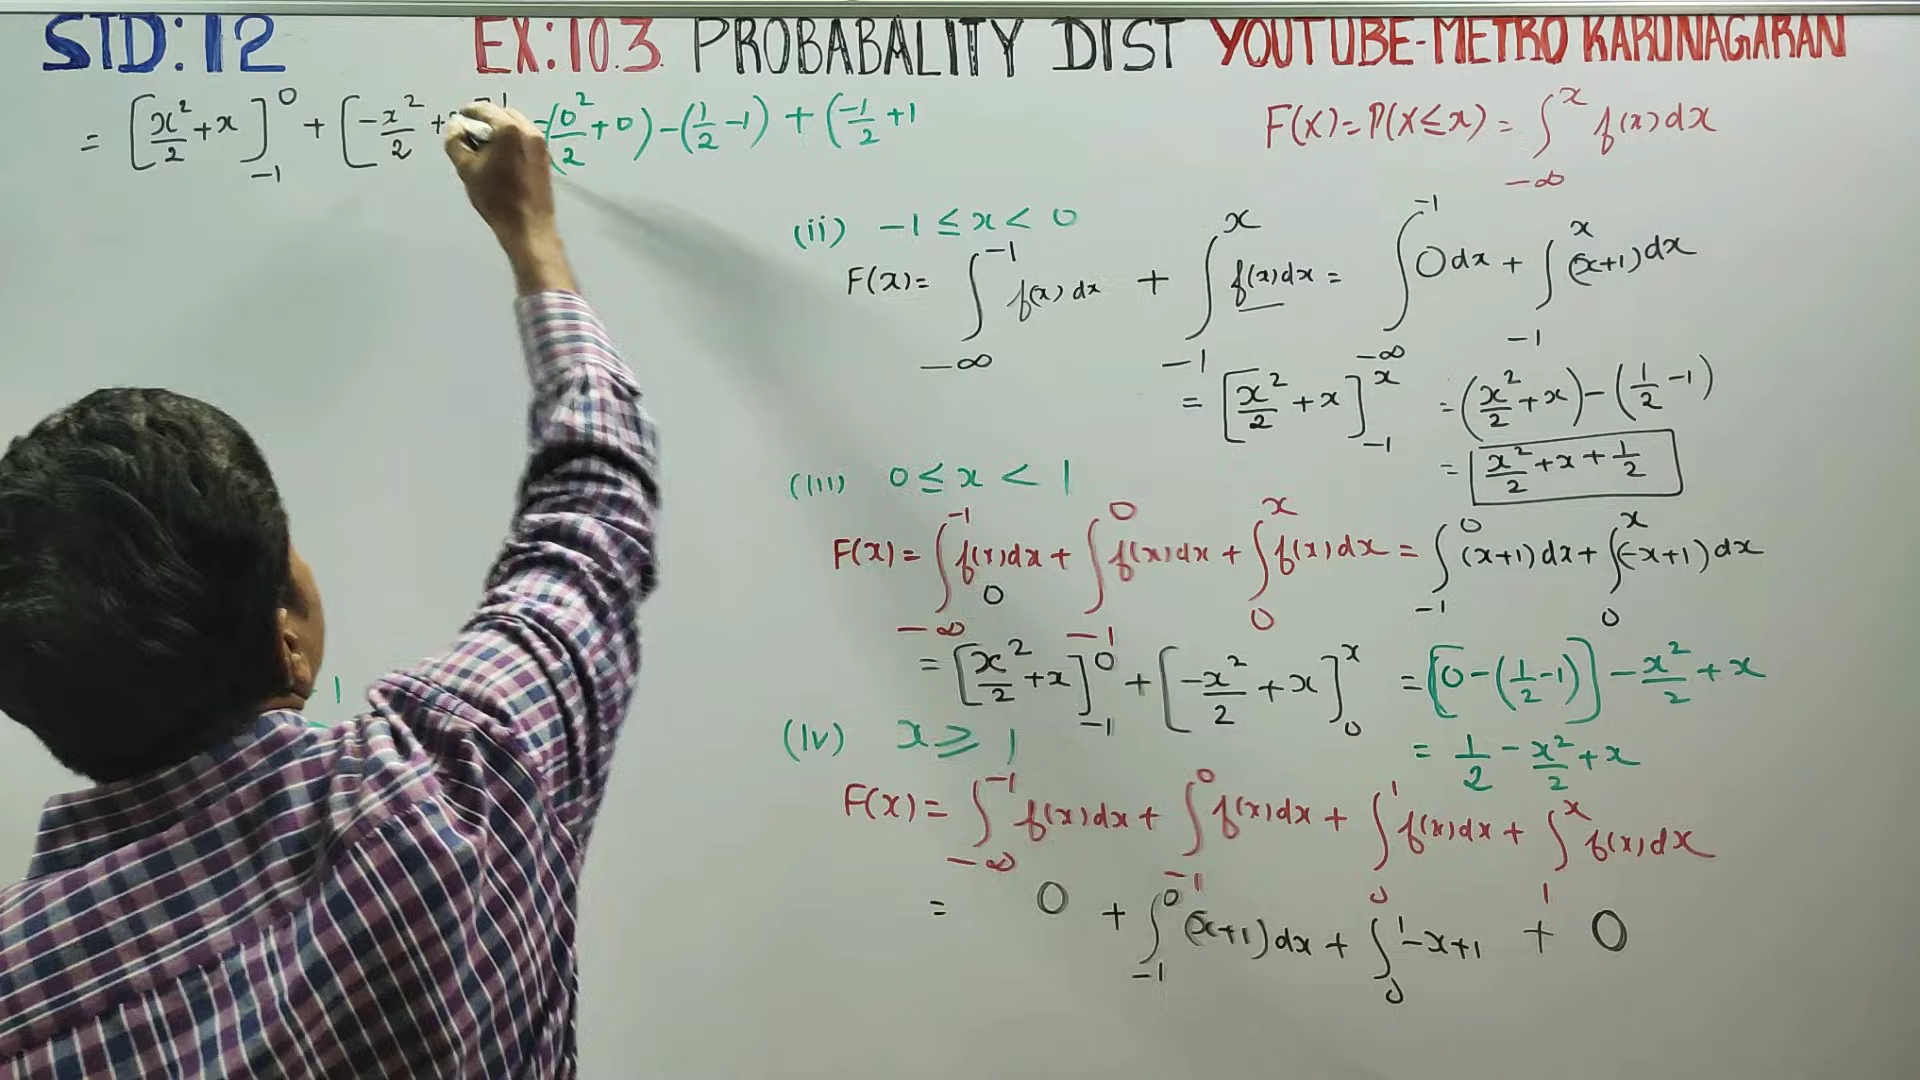 STD:12 EX:10.3 PROBABALITY DIST YOUTUBE-METRO KARUNAGARAN
= [x²/2 + x]₋₁⁰ + [-x²/2 + (0²/2 + 0) - (1/2 - 1) + (-1/2 + 1
F(x) = P(X ≤ x) = ∫₋∞ˣ f(x) dx
(ii) -1 ≤ x < 0
F(x) = ∫₋∞⁻¹ f(x) dx + ∫₋₁ˣ f(x) dx = ∫₋∞⁻¹ 0 dx + ∫₋₁ˣ (x+1) dx
= [x²/2 + x]₋₁ˣ = (x²/2 + x) - (1/2 - 1)
= x²/2 + x + 1/2
(iii) 0 ≤ x < 1
F(x) = ∫₋∞⁻¹ f(x) dx + ∫₋₁⁰ f(x) dx + ∫₀ˣ f(x) dx = ∫₋₁⁰ (x+1) dx + ∫₀ˣ (-x+1) dx
0
= [x²/2 + x]₋₁⁰ + [-x²/2 + x]₀ˣ = [0 - (1/2 - 1)] - x²/2 + x
(iv) x ≥ 1
= 1/2 - x²/2 + x
F(x) = ∫₋∞⁻¹ f(x) dx + ∫₋₁⁰ f(x) dx + ∫₀¹ f(x) dx + ∫₁ˣ f(x) dx
= 0 + ∫₋₁⁰ (x+1) dx + ∫₀¹ -x+1 + 0
1